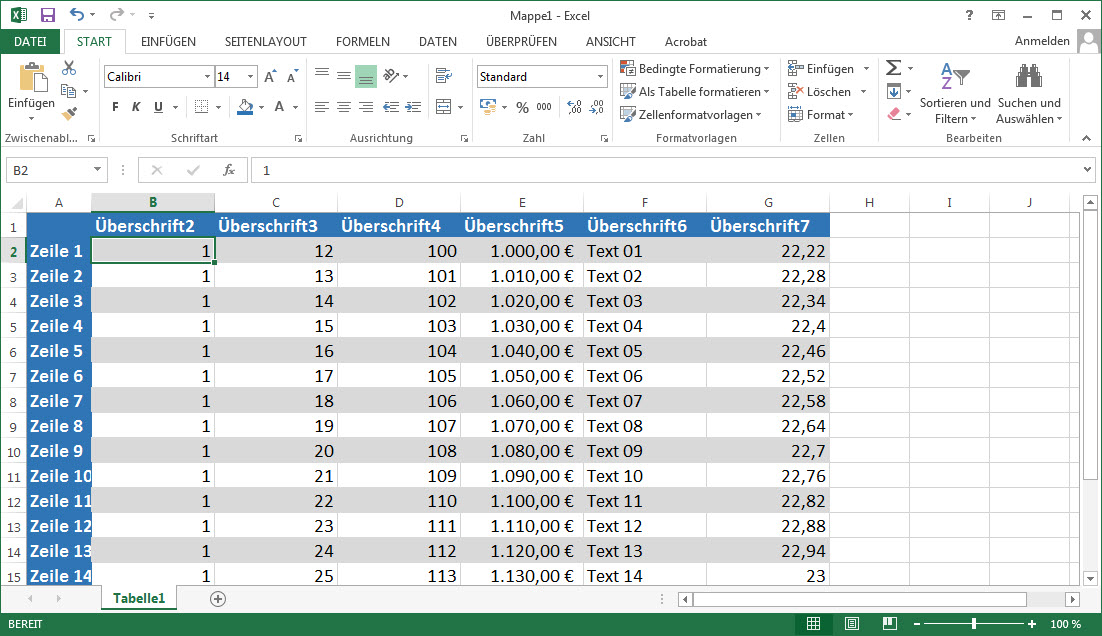 Mappe1 - Excel
?
DATEI START EINFÜGEN SEITENLAYOUT FORMELN DATEN ÜBERPRÜFEN ANSICHT Acrobat Anmelden
Calibri 14 Standard Bedingte Formatierung Einfügen
Als Tabelle formatieren Löschen
Einfügen F K U A % 000 Zellenformatvorlagen Format Sortieren und Filtern Suchen und Auswählen
Zwischenabl... Schriftart Ausrichtung Zahl Formatvorlagen Zellen Bearbeiten
B2 fx 1
A B C D E F G H I J
1 Überschrift2 Überschrift3 Überschrift4 Überschrift5 Überschrift6 Überschrift7
2 Zeile 1 1 12 100 1.000,00 € Text 01 22,22
3 Zeile 2 1 13 101 1.010,00 € Text 02 22,28
4 Zeile 3 1 14 102 1.020,00 € Text 03 22,34
5 Zeile 4 1 15 103 1.030,00 € Text 04 22,4
6 Zeile 5 1 16 104 1.040,00 € Text 05 22,46
7 Zeile 6 1 17 105 1.050,00 € Text 06 22,52
8 Zeile 7 1 18 106 1.060,00 € Text 07 22,58
9 Zeile 8 1 19 107 1.070,00 € Text 08 22,64
10 Zeile 9 1 20 108 1.080,00 € Text 09 22,7
11 Zeile 10 1 21 109 1.090,00 € Text 10 22,76
12 Zeile 11 1 22 110 1.100,00 € Text 11 22,82
13 Zeile 12 1 23 111 1.110,00 € Text 12 22,88
14 Zeile 13 1 24 112 1.120,00 € Text 13 22,94
15 Zeile 14 1 25 113 1.130,00 € Text 14 23
Tabelle1
BEREIT 100 %